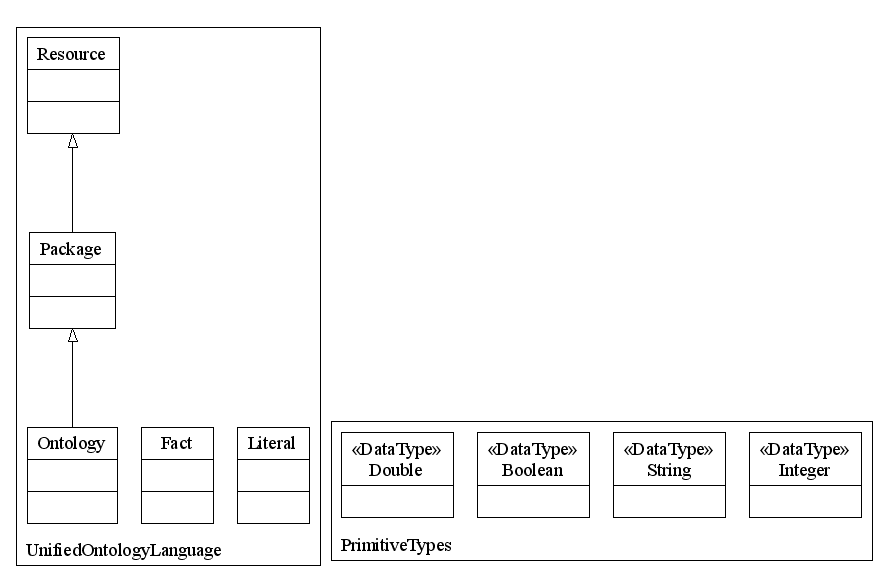 Resource
Package
Ontology
Fact
Literal
UnifiedOntologyLanguage
«DataType»
Double
«DataType»
Boolean
«DataType»
String
«DataType»
Integer
PrimitiveTypes